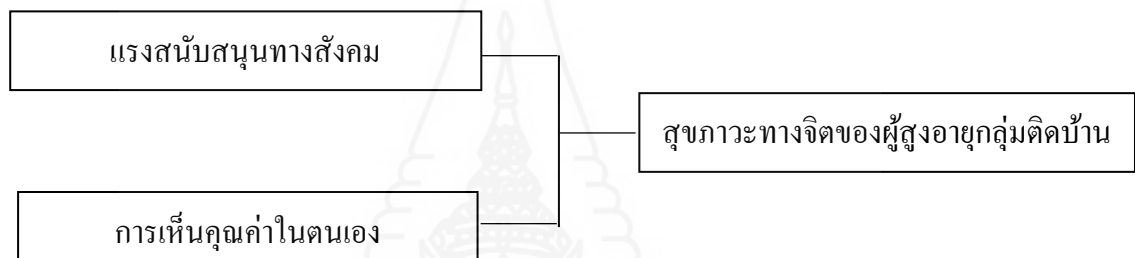 แรงสนับสนุนทางสังคม
สุขภาวะทางจิตของผู้สูงอายุกลุ่มติดบ้าน
การเห็นคุณค่าในตนเอง